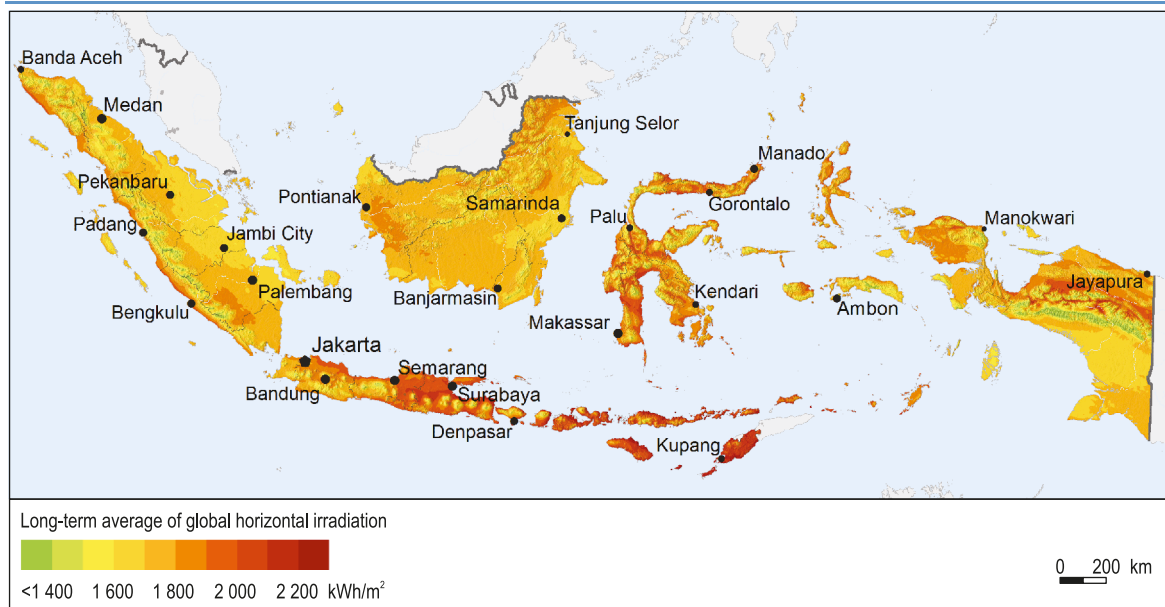 Banda Aceh
Medan
Tanjung Selor
Manado
Pekanbaru
Pontianak
Samarinda
Gorontalo
Padang
Jambi City
Palu
Manokwari
Palembang
Banjarmasin
Kendari
Jayapura
Bengkulu
Ambon
Makassar
Jakarta
Semarang
Bandung
Surabaya
Denpasar
Kupang
Long-term average of global horizontal irradiation
<1 400 1 600 1 800 2 000 2 200 kWh/m²
0 200 km